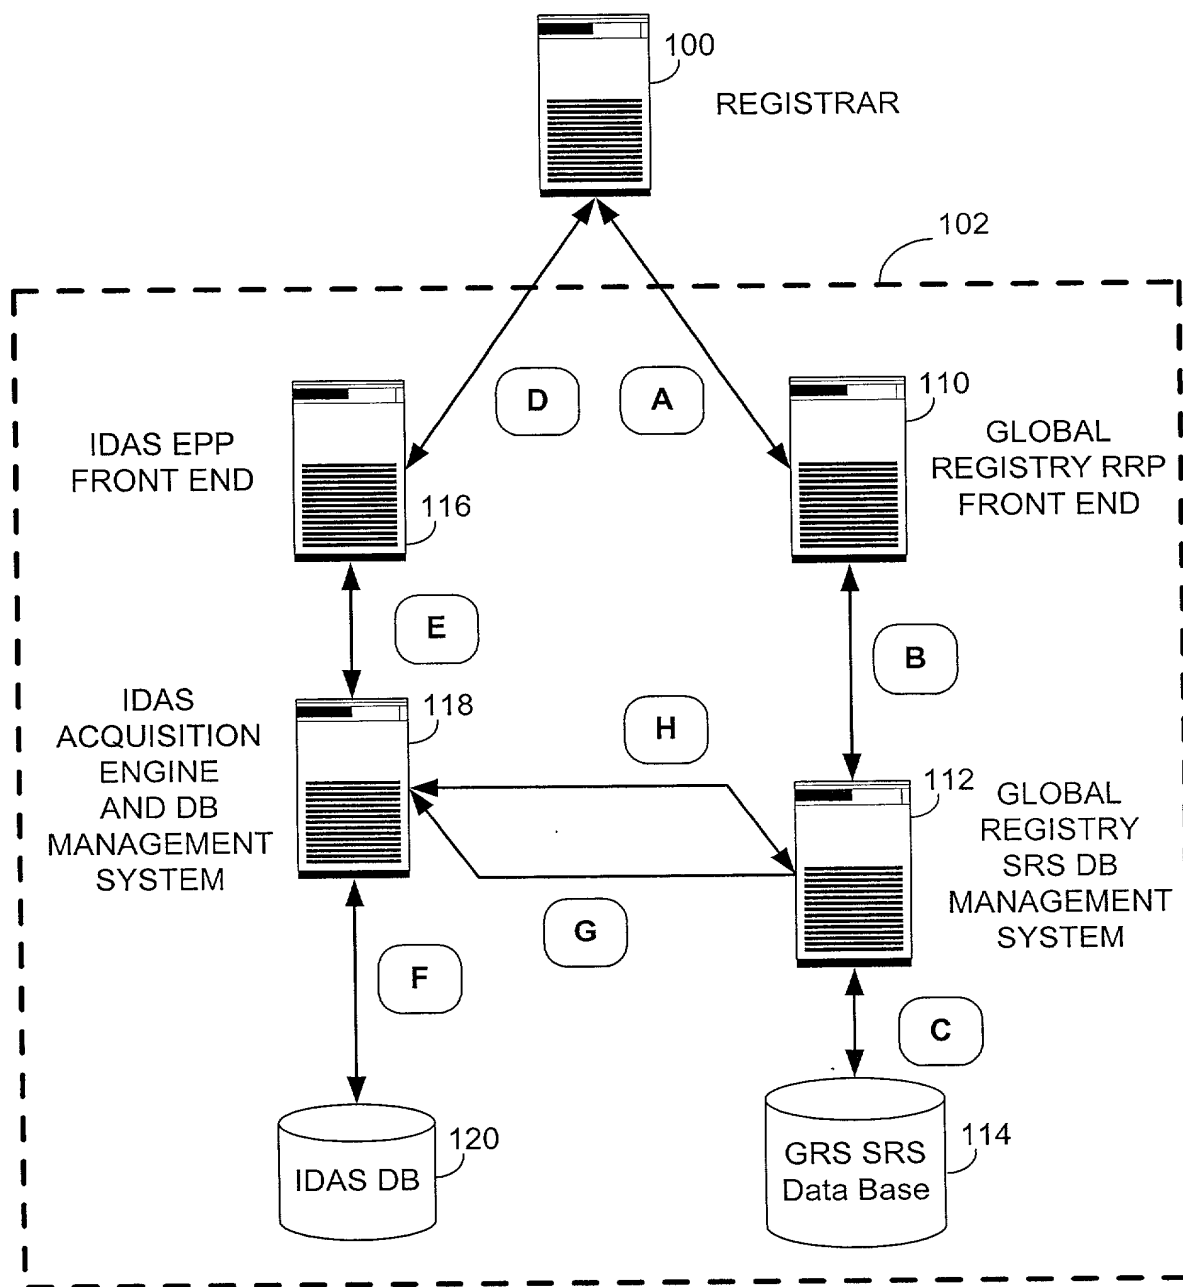 100
REGISTRAR
102
D
A
110
IDAS EPP
FRONT END
116
GLOBAL
REGISTRY RRP
FRONT END
E
B
IDAS
ACQUISITION
ENGINE
AND DB
MANAGEMENT
SYSTEM
118
H
112
GLOBAL
REGISTRY
SRS DB
MANAGEMENT
SYSTEM
G
F
C
120
IDAS DB
114
GRS SRS
Data Base